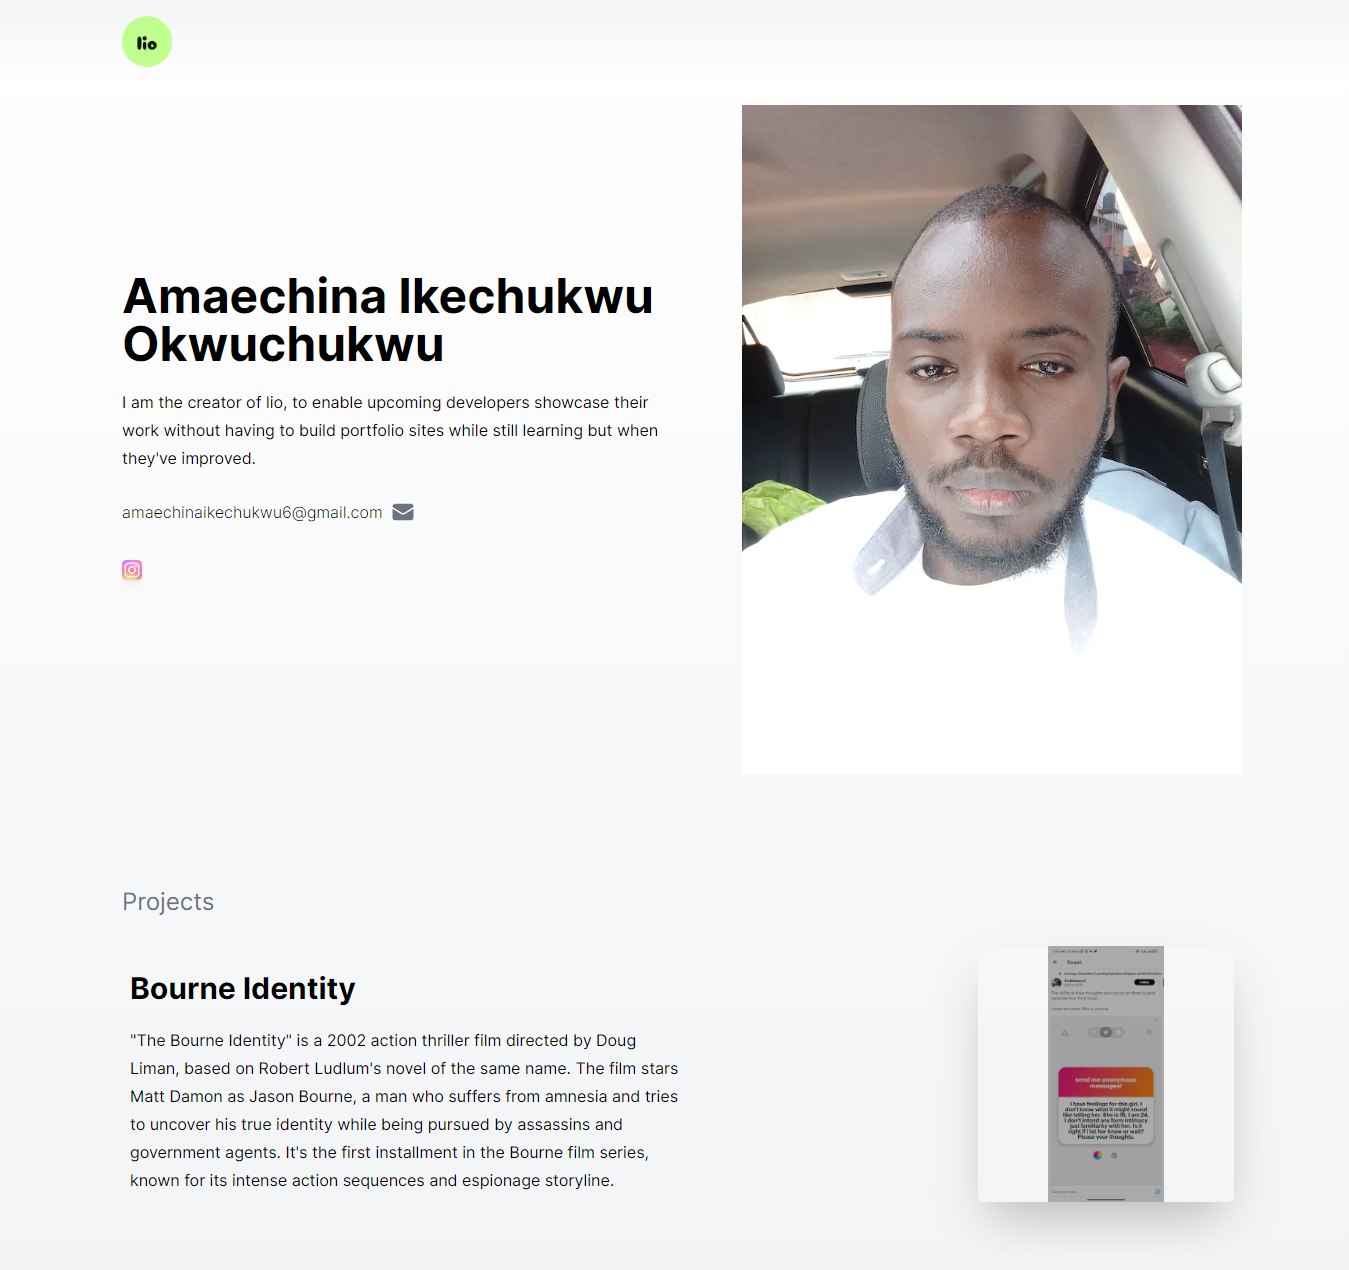 lio
Amaechina Ikechukwu
Okwuchukwu
I am the creator of lio, to enable upcoming developers showcase their
work without having to build portfolio sites while still learning but when
they've improved.
amaechinaikechukwu6@gmail.com
Projects
Bourne Identity
"The Bourne Identity" is a 2002 action thriller film directed by Doug
Liman, based on Robert Ludlum's novel of the same name. The film stars
Matt Damon as Jason Bourne, a man who suffers from amnesia and tries
to uncover his true identity while being pursued by assassins and
government agents. It's the first installment in the Bourne film series,
known for its intense action sequences and espionage storyline.
Tweet
send me anonymous
messages!
I have feelings for this girl. I
don't know what it might sound
like telling her. She is 16. I am 24.
I don't intend any form intimacy
just familiarity with her. Is it
right if i let her know or wait?
Please your thoughts.